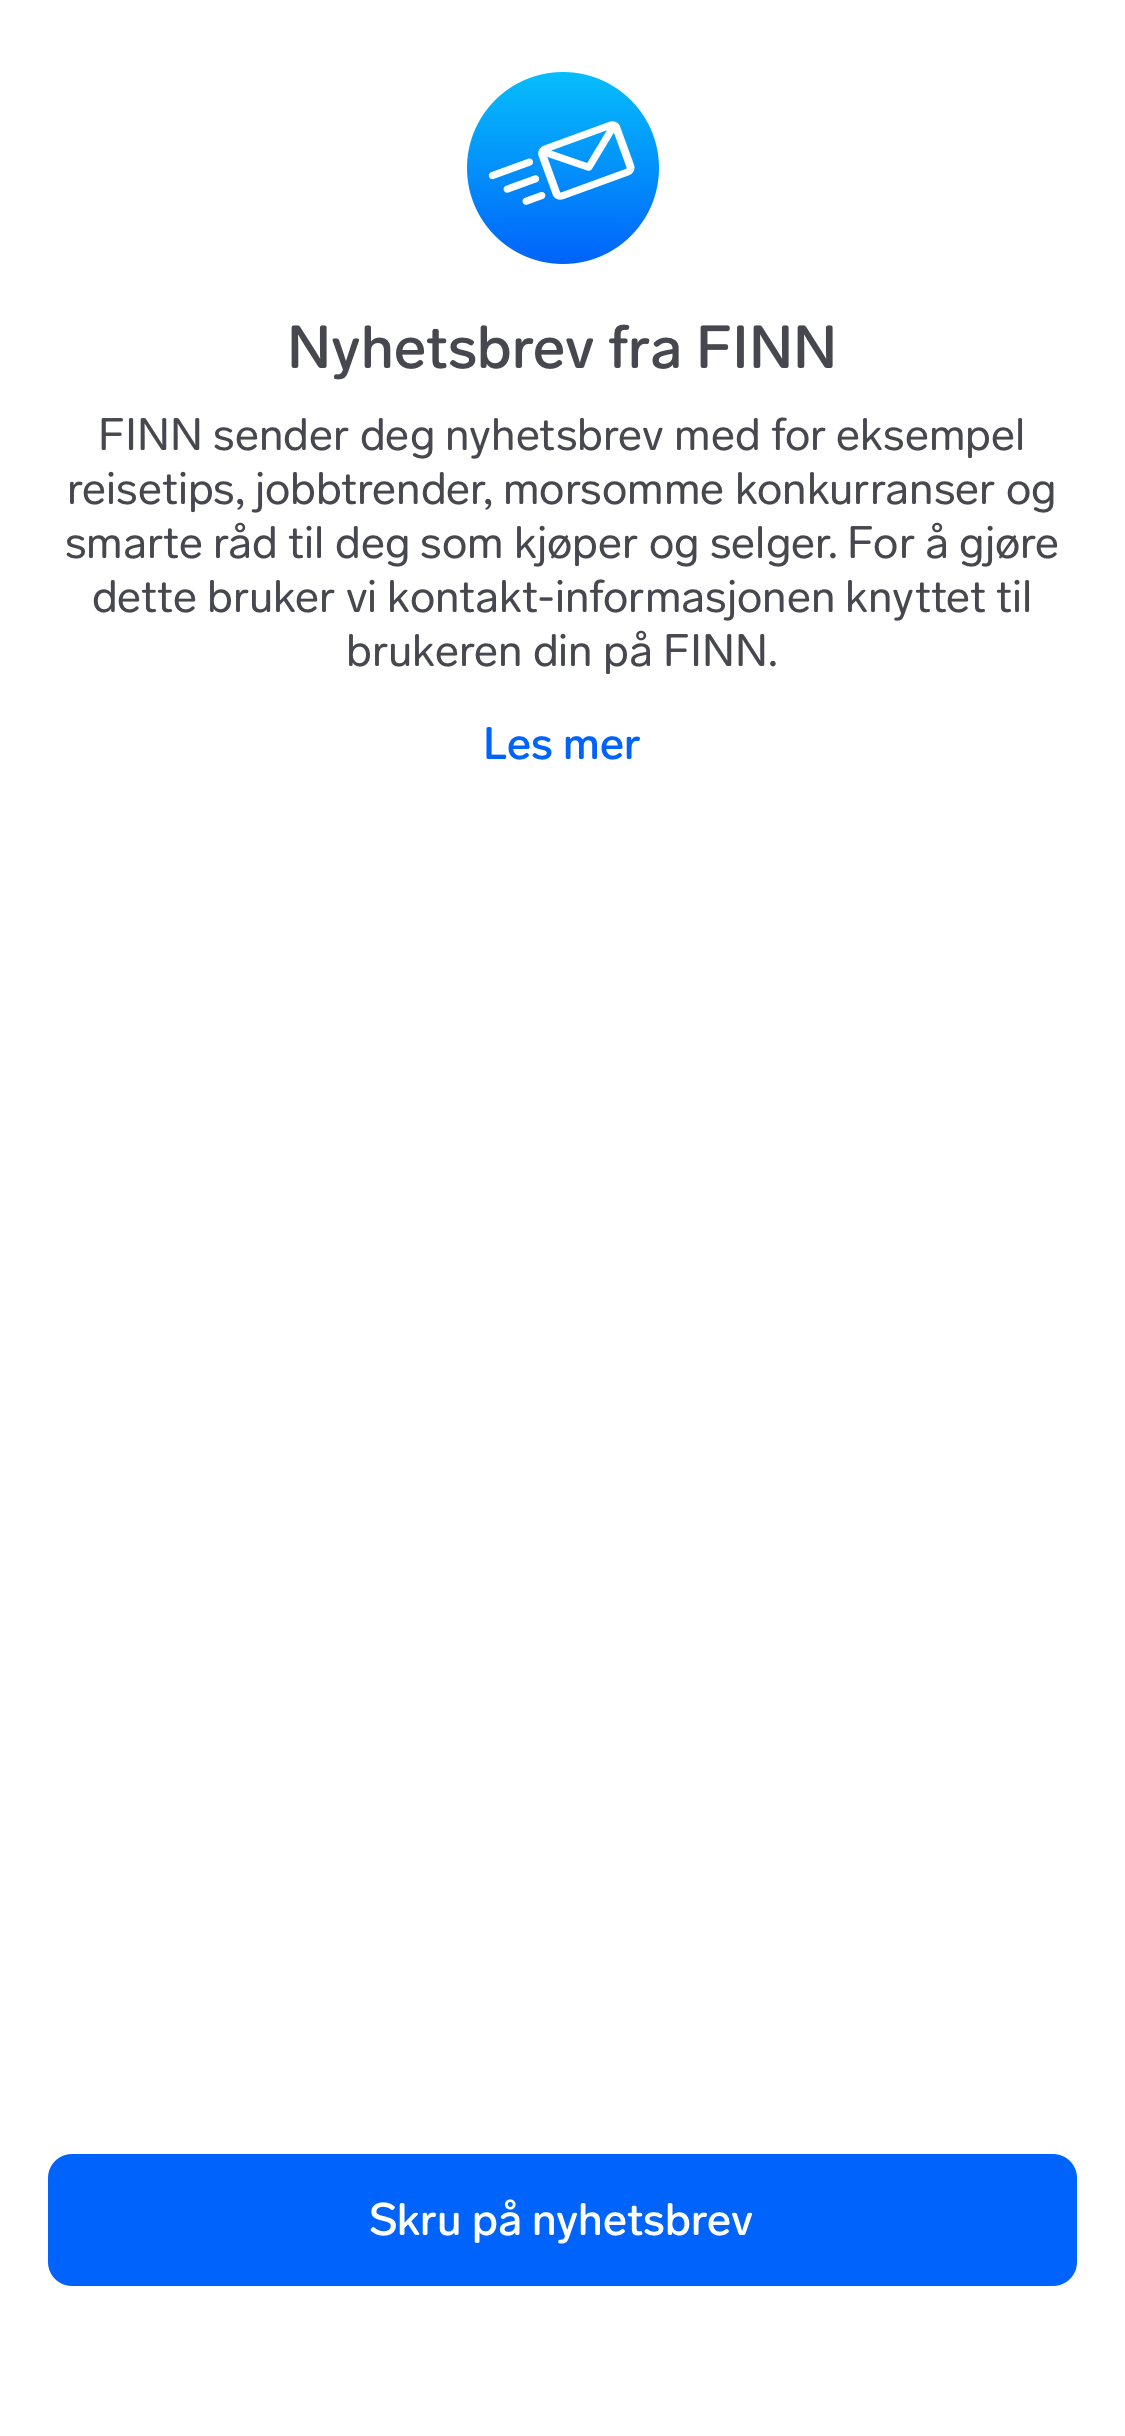 Nyhetsbrev fra FINN
FINN sender deg nyhetsbrev med for eksempel
reisetips, jobbtrender, morsomme konkurranser og
smarte råd til deg som kjøper og selger. For å gjøre
dette bruker vi kontakt-informasjonen knyttet til
brukeren din på FINN.
Les mer
Skru på nyhetsbrev